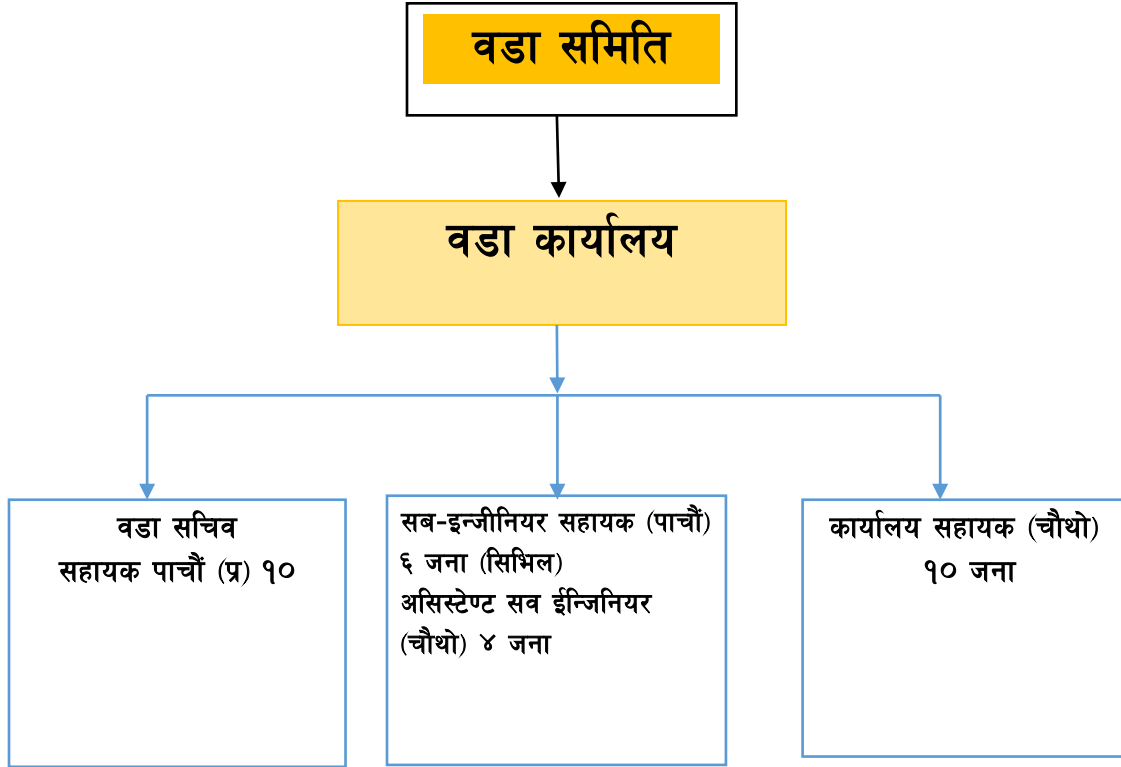 वडा समिति
वडा कार्यालय
वडा सचिव
सहायक पाचौं (प्र) १०
सब-इन्जीनियर सहायक (पाचौं)
६ जना (सिभिल)
असिस्टेण्ट सव ईन्जिनियर
(चौथो) ४ जना
कार्यालय सहायक (चौथो)
१० जना